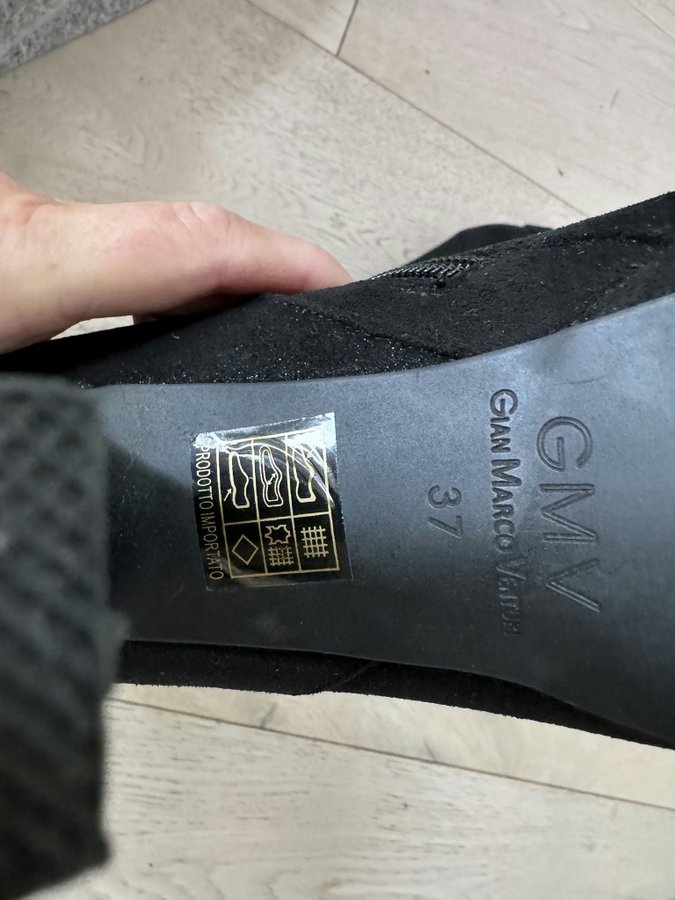 GMV
GIAN MARCO VENTURI
37
PRODOTTO IMPORTATO